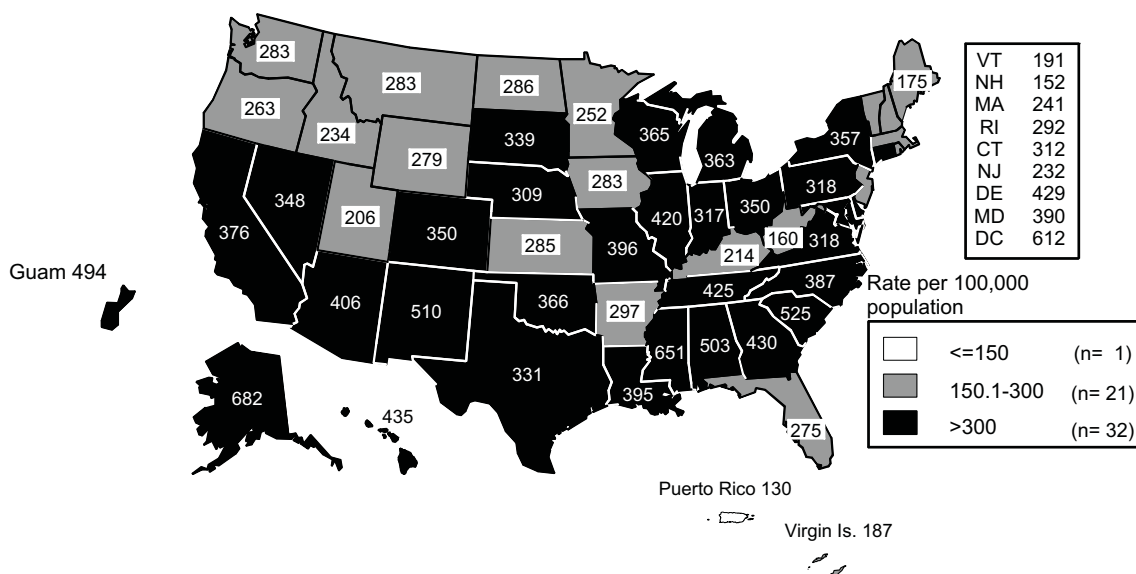 283
283
286
252
175
263
234
279
339
365
363
357
348
206
350
309
283
420
317
350
318
376
285
396
214
160
318
Guam 494
406
510
366
297
425
387
525
651
503
430
331
395
682
435
275
Puerto Rico 130
Virgin Is. 187
VT 191
NH 152
MA 241
RI 292
CT 312
NJ 232
DE 429
MD 390
DC 612
Rate per 100,000
population
<=150 (n= 1)
150.1-300 (n= 21)
>300 (n= 32)